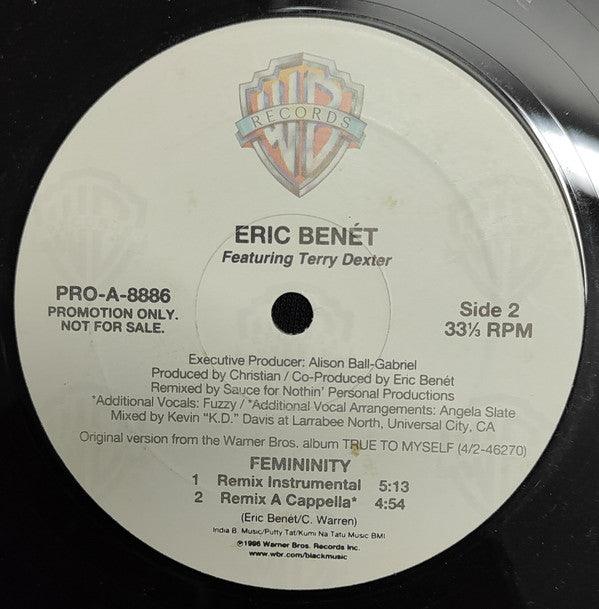 WB
RECORDS
ERIC BENÉT
Featuring Terry Dexter
PRO-A-8886
PROMOTION ONLY.
NOT FOR SALE.
Side 2
33⅓ RPM
Executive Producer: Alison Ball-Gabriel
Produced by Christian / Co-Produced by Eric Benét
Remixed by Sauce for Nothin' Personal Productions
*Additional Vocals: Fuzzy / *Additional Vocal Arrangements: Angela Slate
Mixed by Kevin "K.D." Davis at Larrabee North, Universal City, CA
Original version from the Warner Bros. album TRUE TO MYSELF (4/2-46270)
FEMININITY
1 Remix Instrumental 5:13
2 Remix A Cappella* 4:54
(Eric Benét/C. Warren)
India B. Music/Putty Tat/Kumi Na Tatu Music BMI
℗1996 Warner Bros. Records Inc.
www.wbr.com/blackmusic